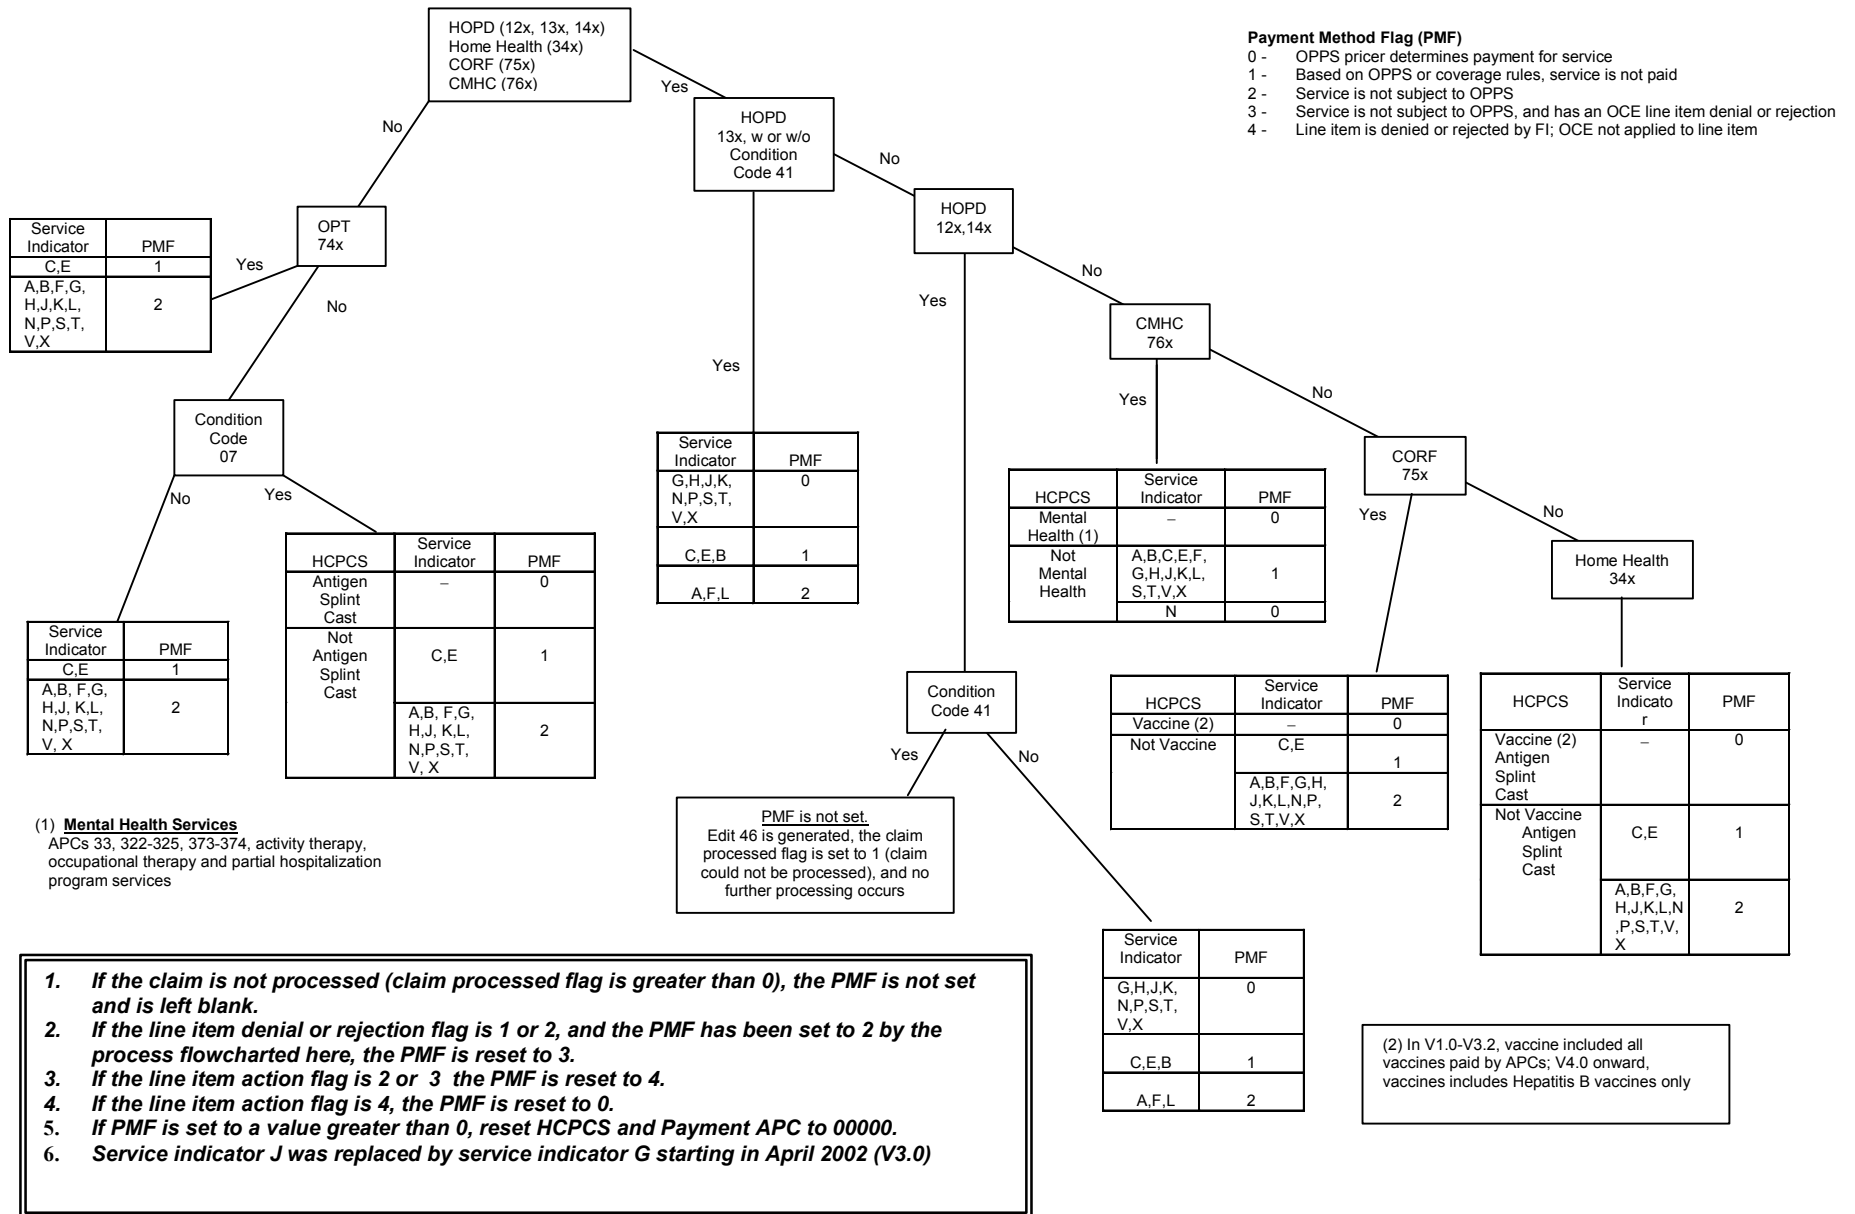 HOPD (12x, 13x, 14x)
Home Health (34x)
CORF (75x)
CMHC (76x)
Payment Method Flag (PMF)
0 - OPPS pricer determines payment for service
1 - Based on OPPS or coverage rules, service is not paid
2 - Service is not subject to OPPS
3 - Service is not subject to OPPS, and has an OCE line item denial or rejection
4 - Line item is denied or rejected by FI; OCE not applied to line item
Yes
No
HOPD
13x, w or w/o
Condition
Code 41
No
HOPD
12x,14x
OPT
74x
Service
Indicator PMF
C,E 1
A,B,F,G,
H,J,K,L,
N,P,S,T,
V,X
2
Yes
No
No
Yes
Yes
CMHC
76x
Yes
No
Condition
Code
07
No
Yes
Service
Indicator PMF
G,H,J,K,
N,P,S,T,
V,X
0
C,E,B 1
A,F,L 2
HCPCS
Service
Indicator
PMF
Mental
Health (1)
–
0
Not
Mental
Health
A,B,C,E,F,
G,H,J,K,L,
S,T,V,X
1
N 0
CORF
75x
Yes
No
Home Health
34x
HCPCS
Service
Indicator
PMF
Antigen
Splint
Cast
–
0
Not
Antigen
Splint
Cast
C,E
1
A,B, F,G,
H,J, K,L,
N,P,S,T,
V, X
2
Service
Indicator PMF
C,E 1
A,B, F,G,
H,J, K,L,
N,P,S,T,
V, X
2
Condition
Code 41
Yes
No
HCPCS
Service
Indicator
PMF
Vaccine (2) – 0
Not Vaccine
C,E
1
A,B,F,G,H,
J,K,L,N,P,
S,T,V,X
2
HCPCS
Service
Indicato
r
PMF
Vaccine (2)
Antigen
Splint
Cast
–
0
Not Vaccine
Antigen
Splint
Cast
C,E
1
A,B,F,G,
H,J,K,L,N
,P,S,T,V,
X
2
PMF is not set.
Edit 46 is generated, the claim
processed flag is set to 1 (claim
could not be processed), and no
further processing occurs
(1) Mental Health Services
APCs 33, 322-325, 373-374, activity therapy,
occupational therapy and partial hospitalization
program services
Service
Indicator PMF
G,H,J,K,
N,P,S,T,
V,X
0
C,E,B 1
A,F,L 2
1. If the claim is not processed (claim processed flag is greater than 0), the PMF is not set
and is left blank.
2. If the line item denial or rejection flag is 1 or 2, and the PMF has been set to 2 by the
process flowcharted here, the PMF is reset to 3.
3. If the line item action flag is 2 or 3 the PMF is reset to 4.
4. If the line item action flag is 4, the PMF is reset to 0.
5. If PMF is set to a value greater than 0, reset HCPCS and Payment APC to 00000.
6. Service indicator J was replaced by service indicator G starting in April 2002 (V3.0)
(2) In V1.0-V3.2, vaccine included all
vaccines paid by APCs; V4.0 onward,
vaccines includes Hepatitis B vaccines only